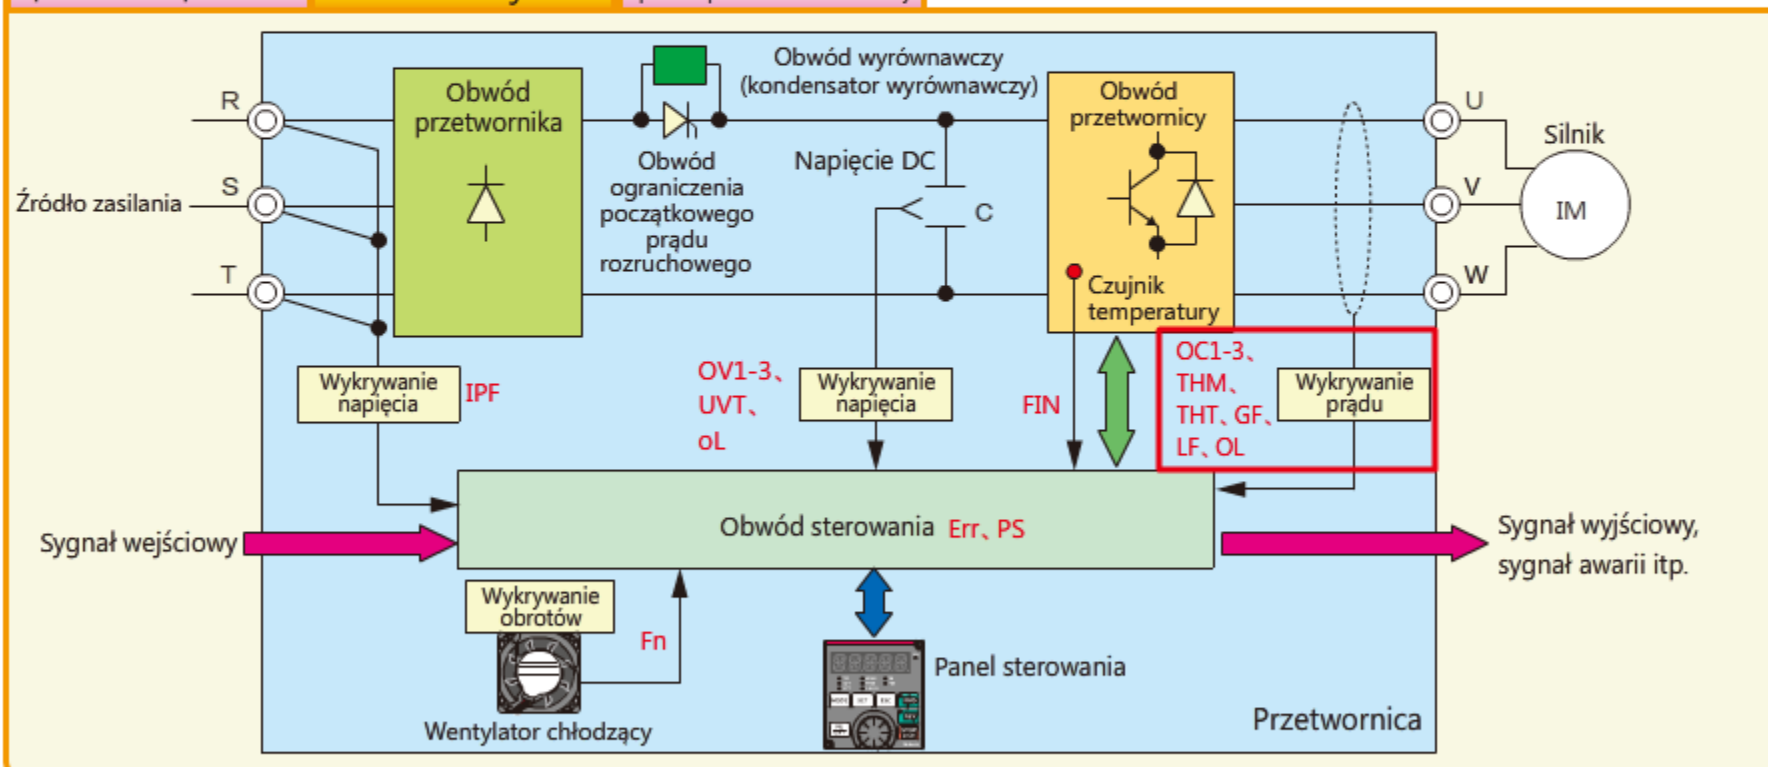 Obwód
przetwornika
Obwód wyrównawczy
(kondensator wyrównawczy)
Obwód
przetwornicy
R
S
T
Źródło zasilania
Obwód
ograniczenia
początkowego
prądu
rozruchowego
Napięcie DC
C
Czujnik
temperatury
U
V
W
Silnik
IM
Wykrywanie
napięcia
IPF
OV1-3、
UVT、
oL
Wykrywanie
napięcia
FIN
OC1-3、
THM、
THT、GF、
LF、OL
Wykrywanie
prądu
Sygnał wejściowy
Obwód sterowania Err、PS
Sygnał wyjściowy,
sygnał awarii itp.
Wykrywanie
obrotów
Fn
Wentylator chłodzący
Panel sterowania
Przetwornica